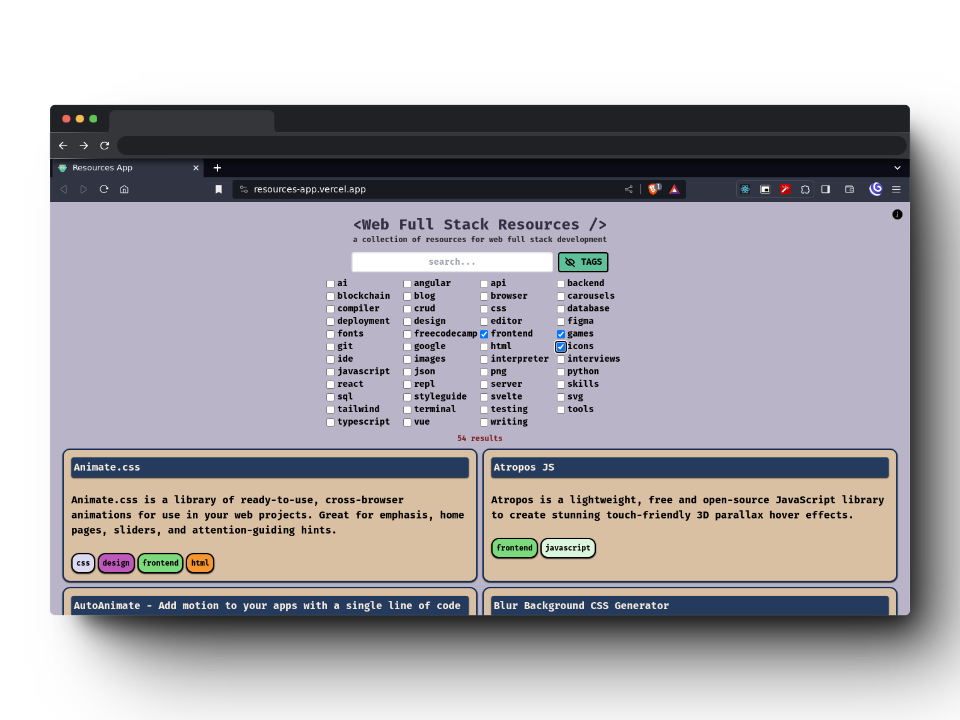 Resources App
resources-app.vercel.app
<Web Full Stack Resources />
a collection of resources for web full stack development
search...
TAGS
ai angular api backend
blockchain blog browser carousels
compiler crud css database
deployment design editor figma
fonts freecodecamp frontend games
git google html icons
ide images interpreter interviews
javascript json png python
react repl server skills
sql styleguide svelte svg
tailwind terminal testing tools
typescript vue writing
54 results
Animate.css
Animate.css is a library of ready-to-use, cross-browser
animations for use in your web projects. Great for emphasis, home
pages, sliders, and attention-guiding hints.
css design frontend html
Atropos JS
Atropos is a lightweight, free and open-source JavaScript library
to create stunning touch-friendly 3D parallax hover effects.
frontend javascript
AutoAnimate - Add motion to your apps with a single line of code
Blur Background CSS Generator